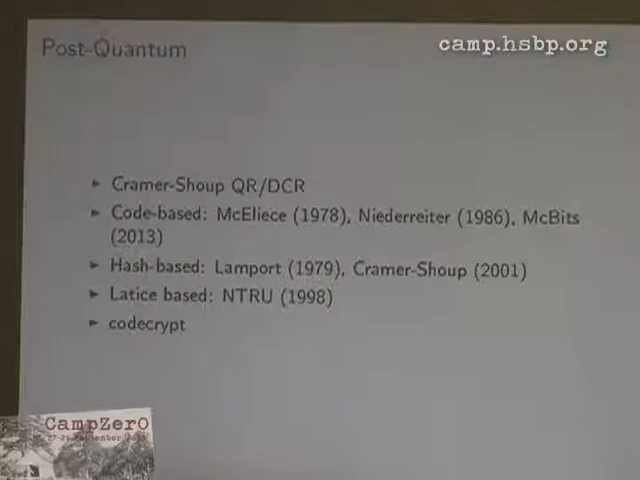 Post-Quantum
camp.hsbp.org
Cramer-Shoup QR/DCR
Code-based: McEliece (1978), Niederreiter (1986), McBits
(2013)
Hash-based: Lamport (1979), Cramer-Shoup (2001)
Latice based: NTRU (1998)
codecrypt
CampZer0
September